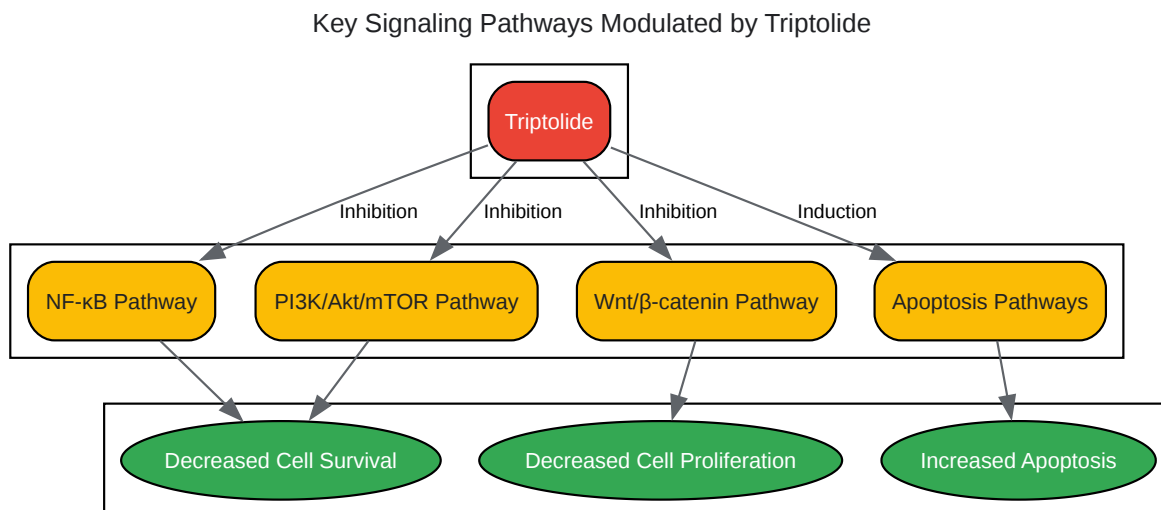 Key Signaling Pathways Modulated by Triptolide
Triptolide
Inhibition
Inhibition
Inhibition
Induction
NF-κB Pathway
PI3K/Akt/mTOR Pathway
Wnt/β-catenin Pathway
Apoptosis Pathways
Decreased Cell Survival
Decreased Cell Proliferation
Increased Apoptosis